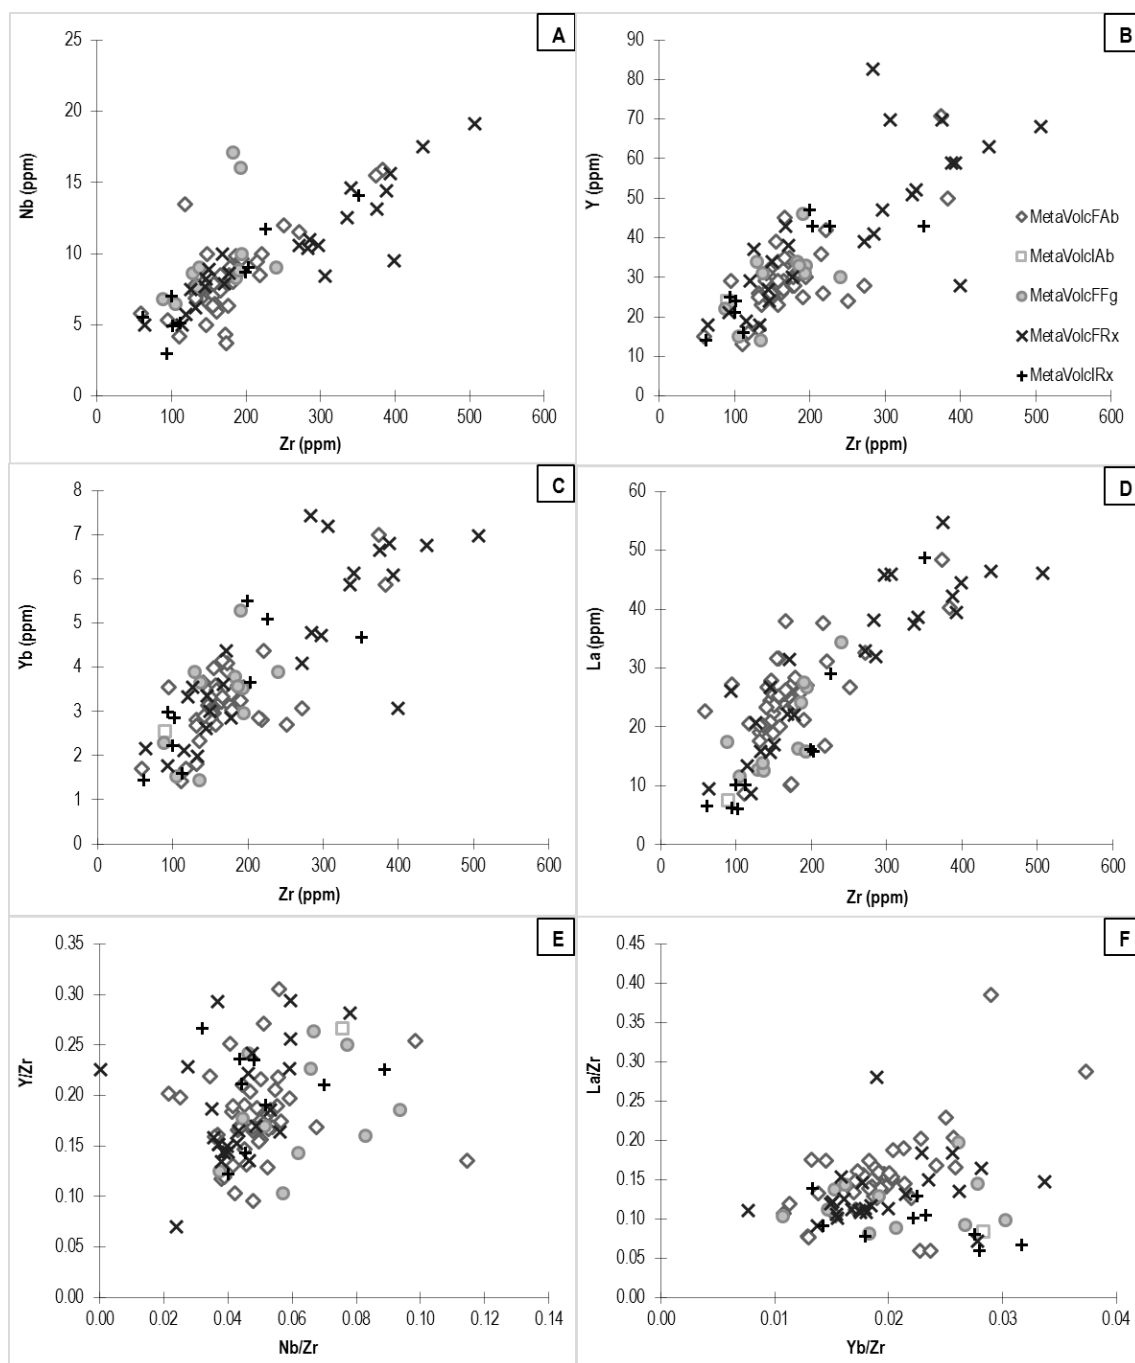 A
25
20
15
10
5
0
Nb (ppm)
0 100 200 300 400 500 600
Zr (ppm)
B
90
80
70
60
50
40
30
20
10
0
Y (ppm)
0 100 200 300 400 500 600
Zr (ppm)
MetaVolcFAb
MetaVolcIAb
MetaVolcFFg
MetaVolcFRx
MetaVolcIRx
C
8
7
6
5
4
3
2
1
0
Yb (ppm)
0 100 200 300 400 500 600
Zr (ppm)
D
60
50
40
30
20
10
0
La (ppm)
0 100 200 300 400 500 600
Zr (ppm)
E
0.35
0.30
0.25
0.20
0.15
0.10
0.05
0.00
Y/Zr
0.00 0.02 0.04 0.06 0.08 0.10 0.12 0.14
Nb/Zr
F
0.45
0.40
0.35
0.30
0.25
0.20
0.15
0.10
0.05
0.00
La/Zr
0.00 0.01 0.02 0.03 0.04
Yb/Zr